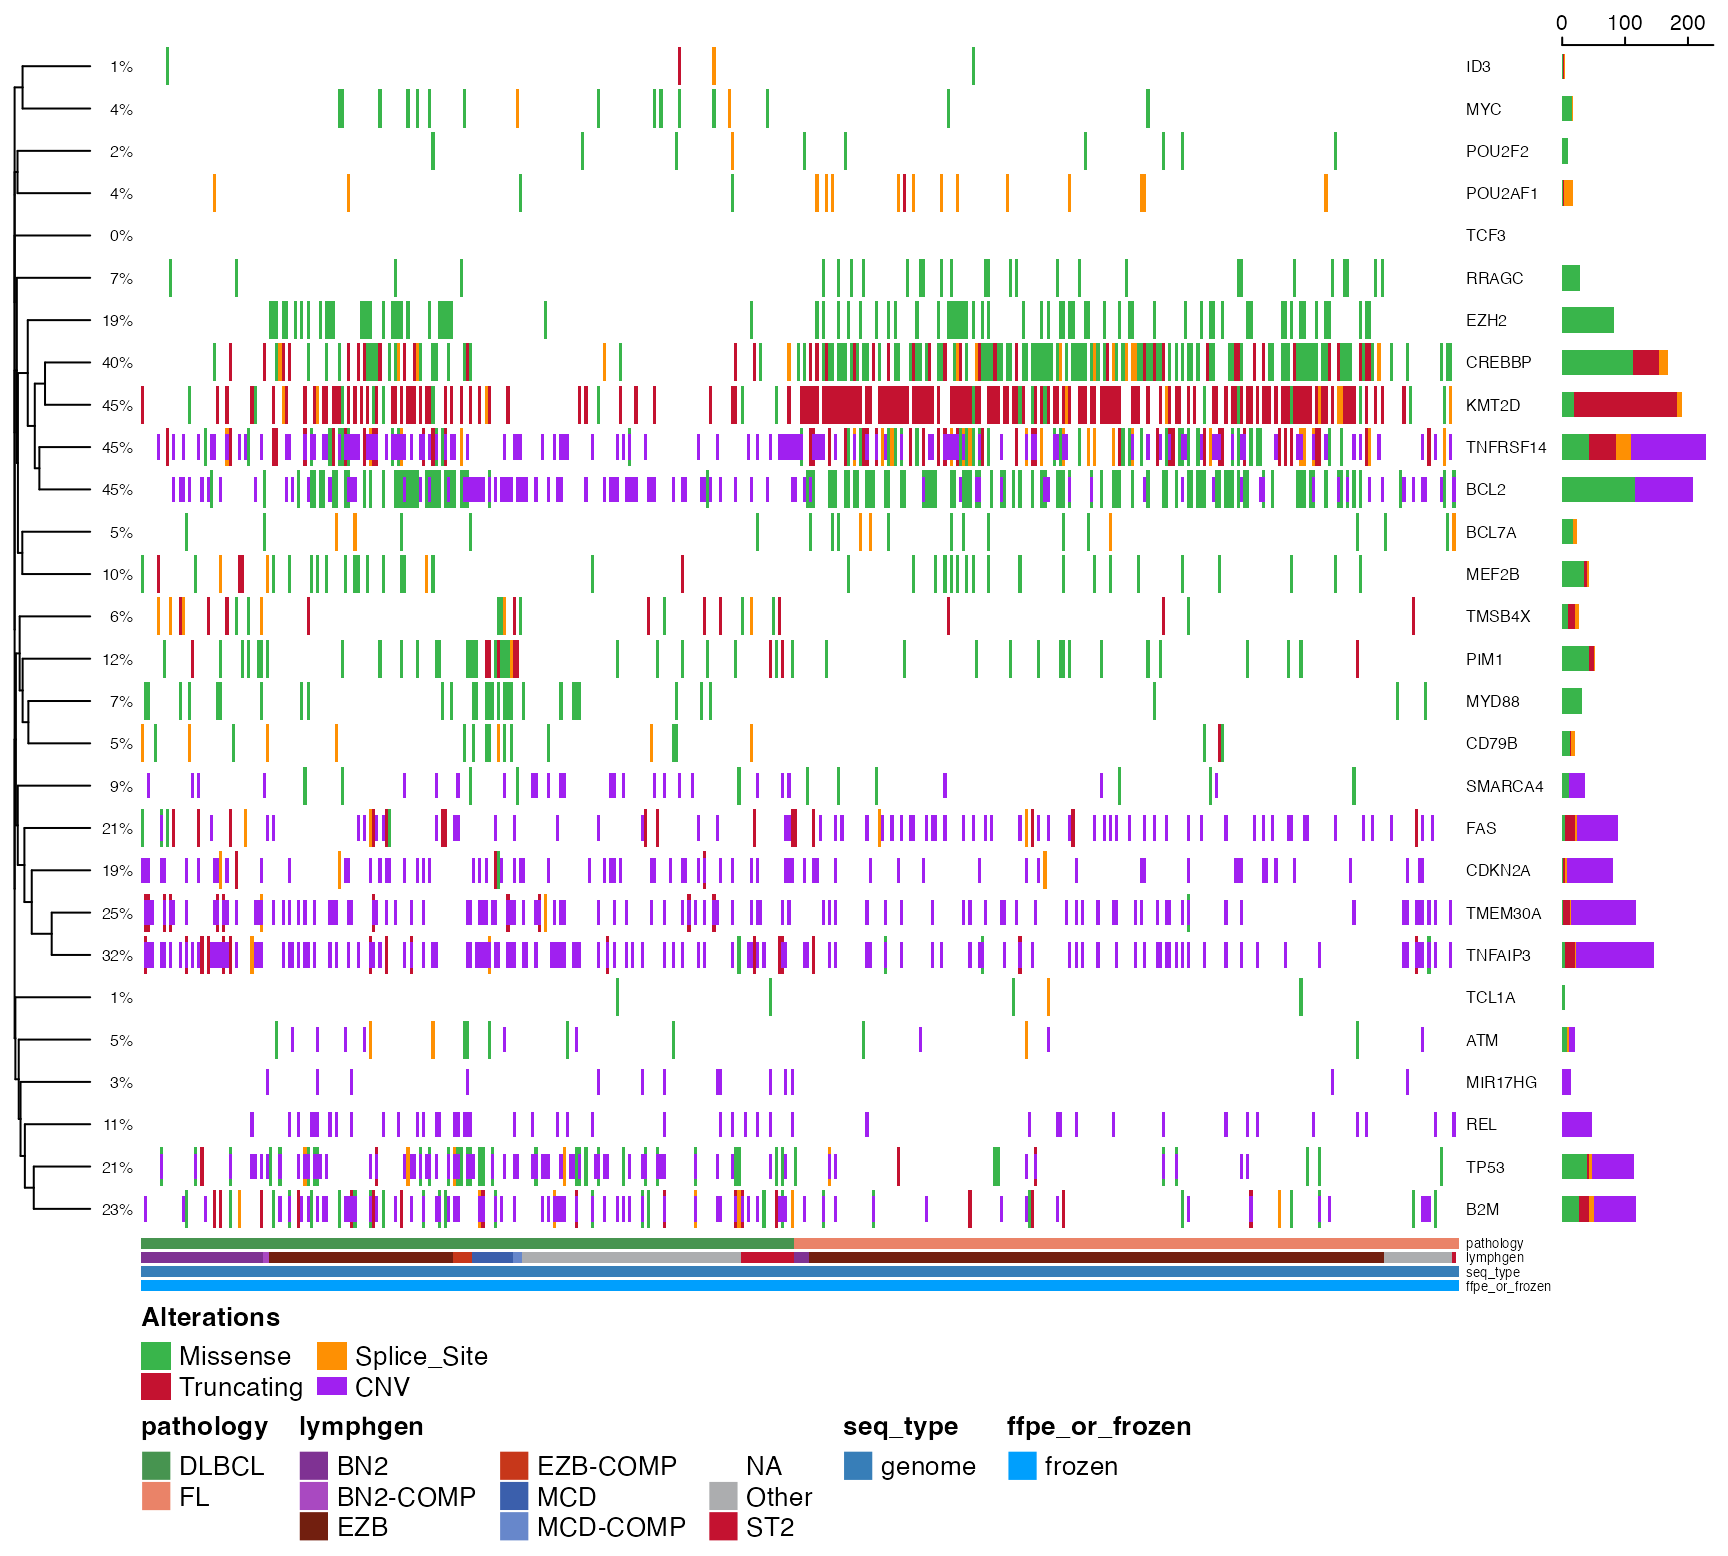 0 100 200
1% ID3
4% MYC
2% POU2F2
4% POU2AF1
0% TCF3
7% RRAGC
19% EZH2
40% CREBBP
45% KMT2D
45% TNFRSF14
45% BCL2
5% BCL7A
10% MEF2B
6% TMSB4X
12% PIM1
7% MYD88
5% CD79B
9% SMARCA4
21% FAS
19% CDKN2A
25% TMEM30A
32% TNFAIP3
1% TCL1A
5% ATM
3% MIR17HG
11% REL
21% TP53
23% B2M
pathology
lymphgen
seq_type
ffpe_or_frozen
Alterations
Missense Splice_Site
Truncating CNV
pathology lymphgen seq_type ffpe_or_frozen
DLBCL BN2 EZB-COMP NA genome frozen
FL BN2-COMP MCD Other
EZB MCD-COMP ST2